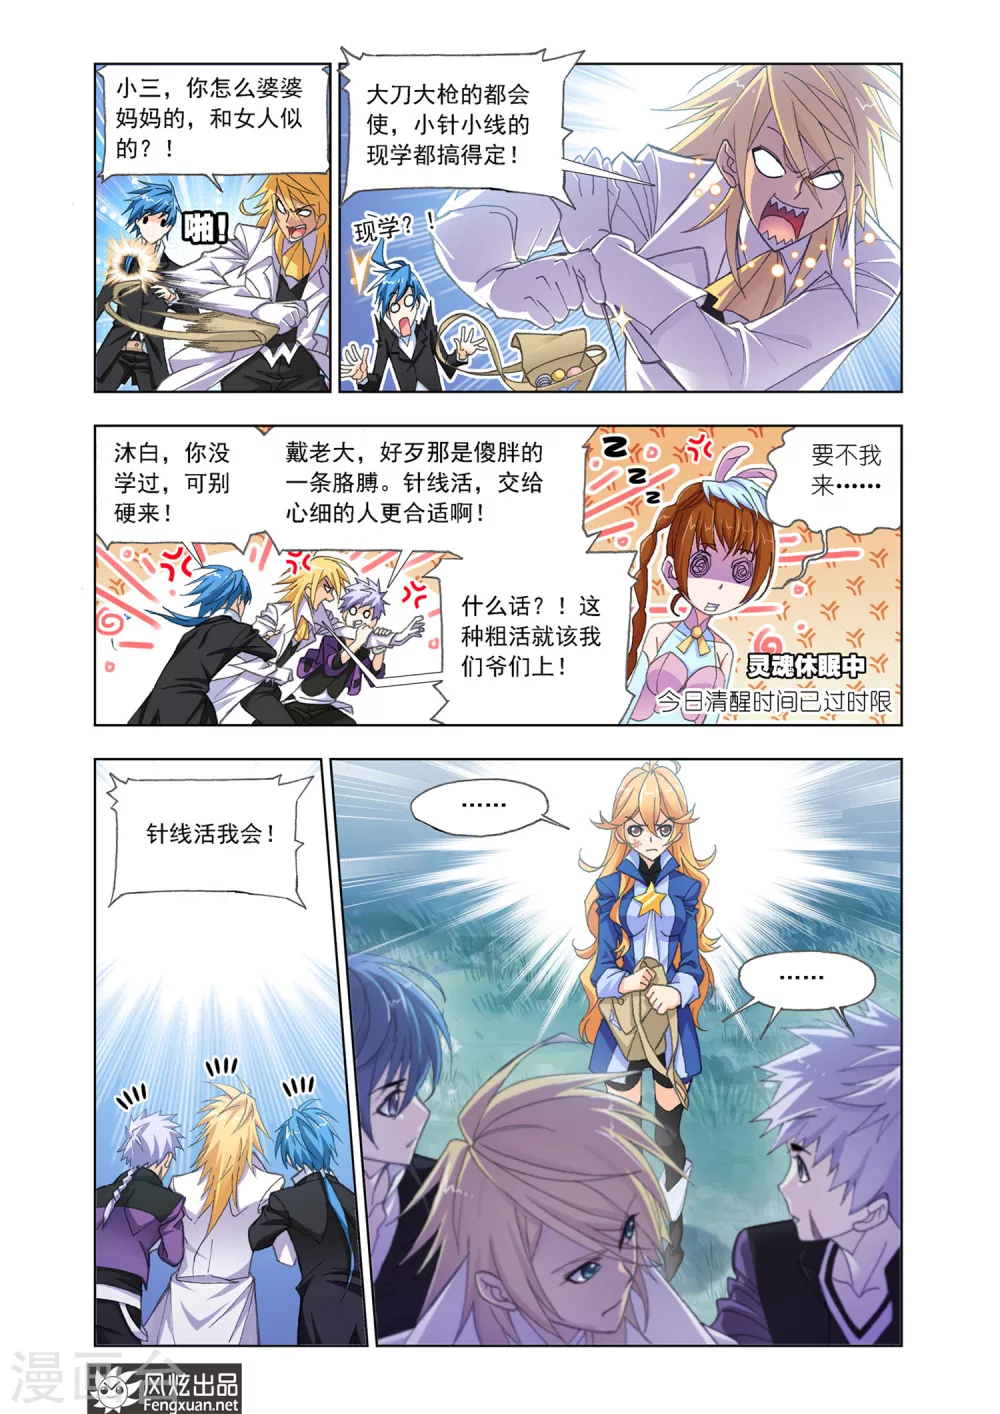 小三，你怎么婆婆
妈妈的，和女人似
的？！
啪！
大刀大枪的都会
使，小针小线的
现学都搞得定！
现学？！
沐白，你没
学过，可别
硬来！
戴老大，好歹那是傻胖的
一条胳膊。针线活，交给
心细的人更合适啊！
什么话？！这
种粗活就该我
们爷们上！
z
z
z
z
要不我
来……
灵魂休眠中
今日清醒时间已过时限
针线活我会！
……
……
漫画台
风炫出品
Fengxuan.net